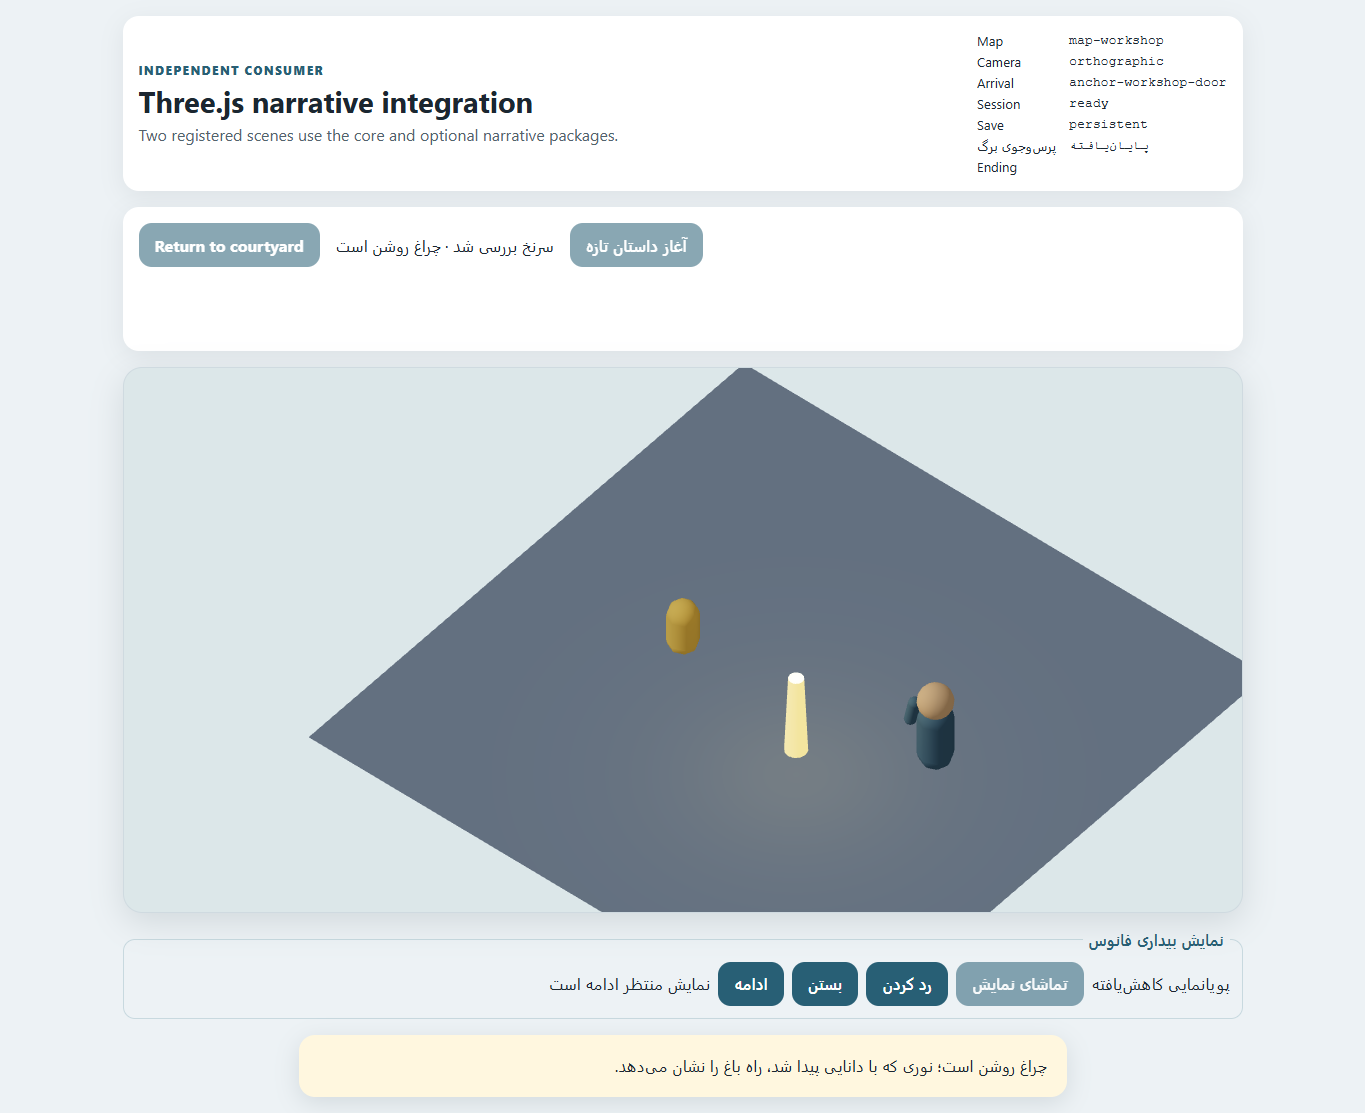 INDEPENDENT CONSUMER
Three.js narrative integration
Two registered scenes use the core and optional narrative packages.
Map map-workshop
Camera orthographic
Arrival anchor-workshop-door
Session ready
Save persistent
پرس‌وجوی برگ پایان‌یافته
Ending
Return to courtyard
سرنخ بررسی شد · چراغ روشن است
آغاز داستان تازه
نمایش بیداری فانوس
پویانمایی کاهش‌یافته تماشای نمایش رد کردن بستن ادامه نمایش منتظر ادامه است
چراغ روشن است؛ نوری که با دانایی پیدا شد، راه باغ را نشان می‌دهد.